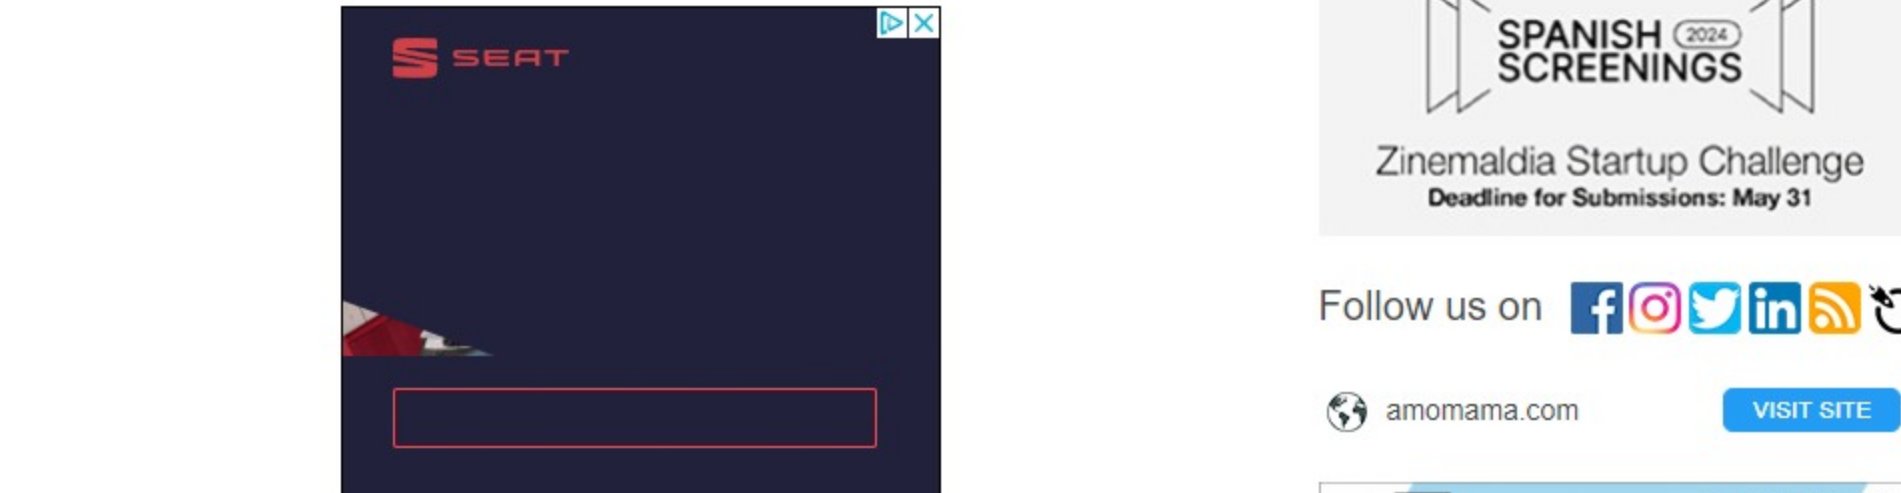 SEAT
SPANISH 2024
SCREENINGS
Zinemaldia Startup Challenge
Deadline for Submissions: May 31
Follow us on
amomama.com
VISIT SITE